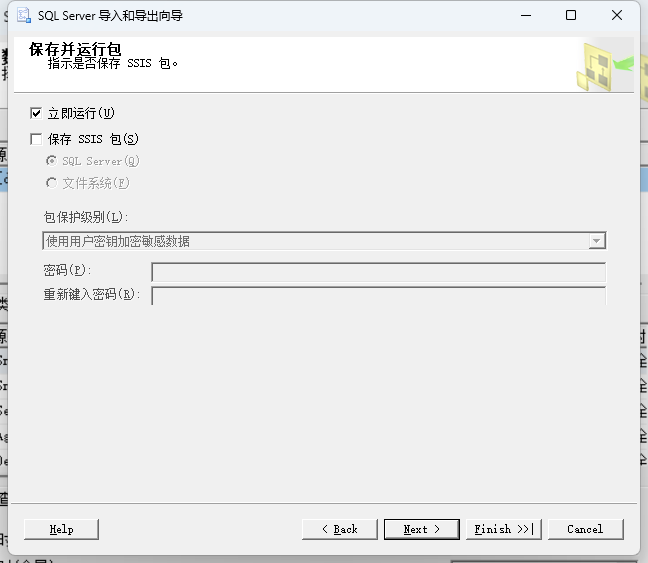 SQL Server 导入和导出向导
保存并运行包
指示是否保存 SSIS 包。
立即运行(U)
保存 SSIS 包(S)
SQL Server(Q)
文件系统(F)
包保护级别(L):
使用用户密钥加密敏感数据
密码(P):
重新键入密码(R):
Help
< Back
Next >
Finish >>|
Cancel